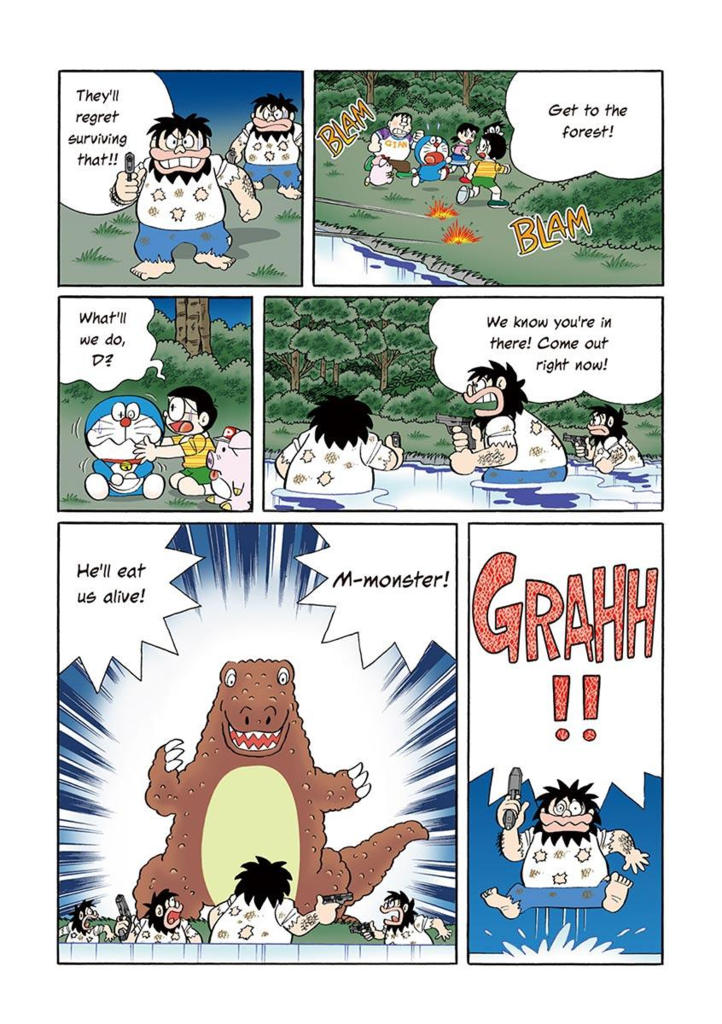 They'll
regret
surviving
that!!
BLAM
GIAN
Get to the
forest!
BLAM
What'll
we do,
D?
We know you're in
there! Come out
right now!
He'll eat
us alive!
M-monster!
GRAHH
!!